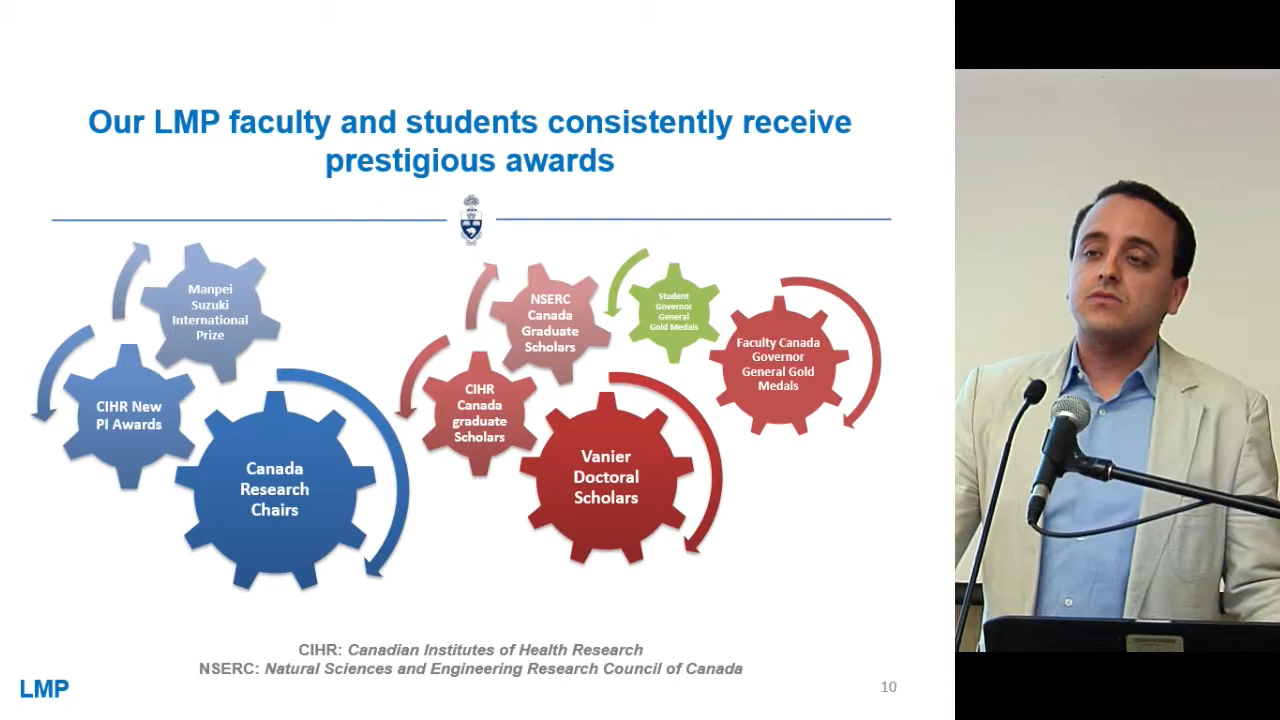 Our LMP faculty and students consistently receive
prestigious awards
Manpei
Suzuki
International
Prize
CIHR New
PI Awards
Canada
Research
Chairs
NSERC
Canada
Graduate
Scholars
CIHR
Canada
graduate
Scholars
Vanier
Doctoral
Scholars
Student
Governor
General
Gold Medals
Faculty Canada
Governor
General Gold
Medals
CIHR: Canadian Institutes of Health Research
NSERC: Natural Sciences and Engineering Research Council of Canada
LMP
10